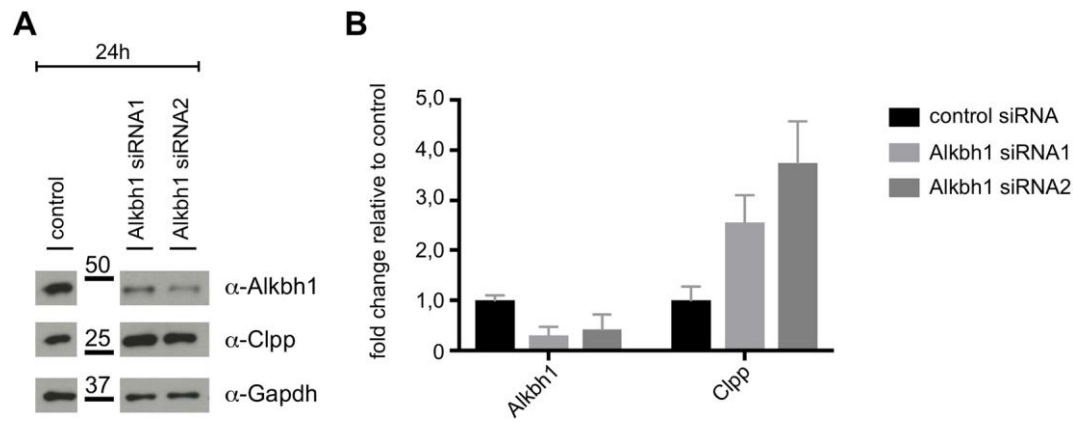 A
24h
control
Alkbh1 siRNA1
Alkbh1 siRNA2
50
α-Alkbh1
25
α-Clpp
37
α-Gapdh
B
fold change relative to control
5,0
4,0
3,0
2,0
1,0
0
Alkbh1
Clpp
control siRNA
Alkbh1 siRNA1
Alkbh1 siRNA2